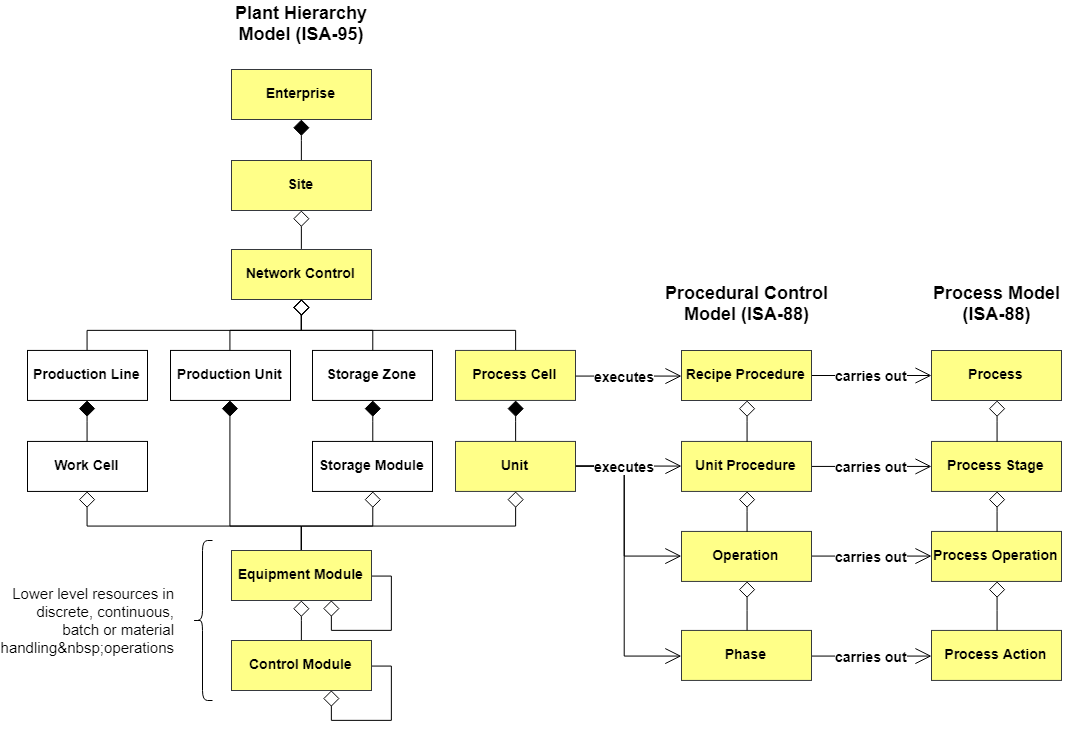 Plant Hierarchy
Model (ISA-95)
Enterprise
Site
Network Control
Procedural Control
Model (ISA-88)
Process Model
(ISA-88)
Production Line
Production Unit
Storage Zone
Process Cell
executes
Recipe Procedure
carries out
Process
Work Cell
Storage Module
Unit
executes
Unit Procedure
carries out
Process Stage
Operation
carries out
Process Operation
Equipment Module
Lower level resources in
discrete, continuous,
batch or material
handling&nbsp;operations
Control Module
Phase
carries out
Process Action